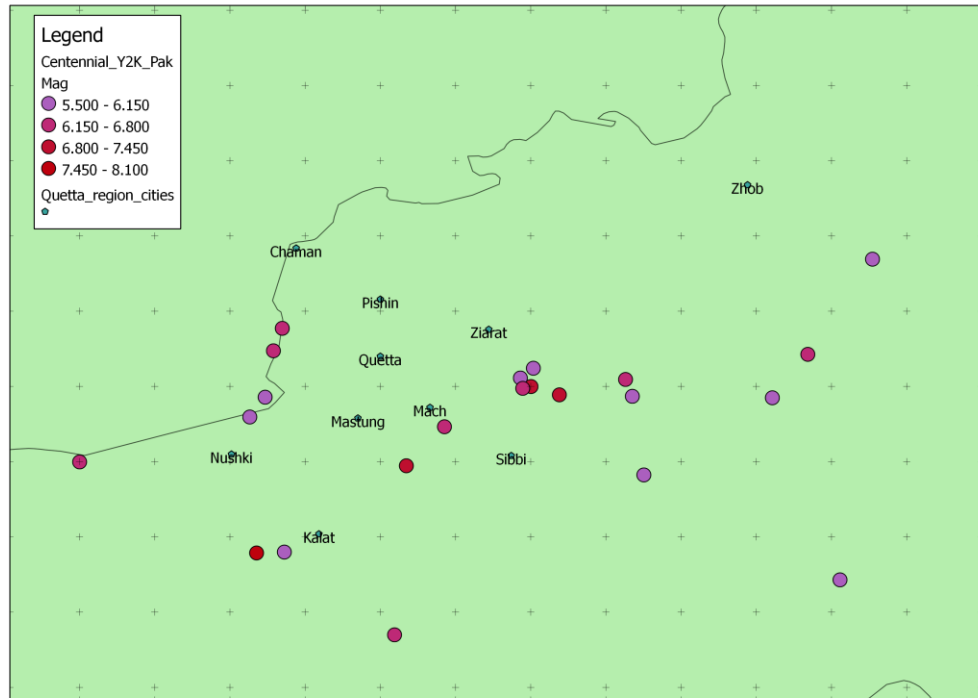 Legend
Centennial_Y2K_Pak
Mag
5.500 - 6.150
6.150 - 6.800
6.800 - 7.450
7.450 - 8.100
Quetta_region_cities
Zhob
Chaman
Pishin
Ziarat
Quetta
Mach
Mastung
Nushki
Sibbi
Kalat